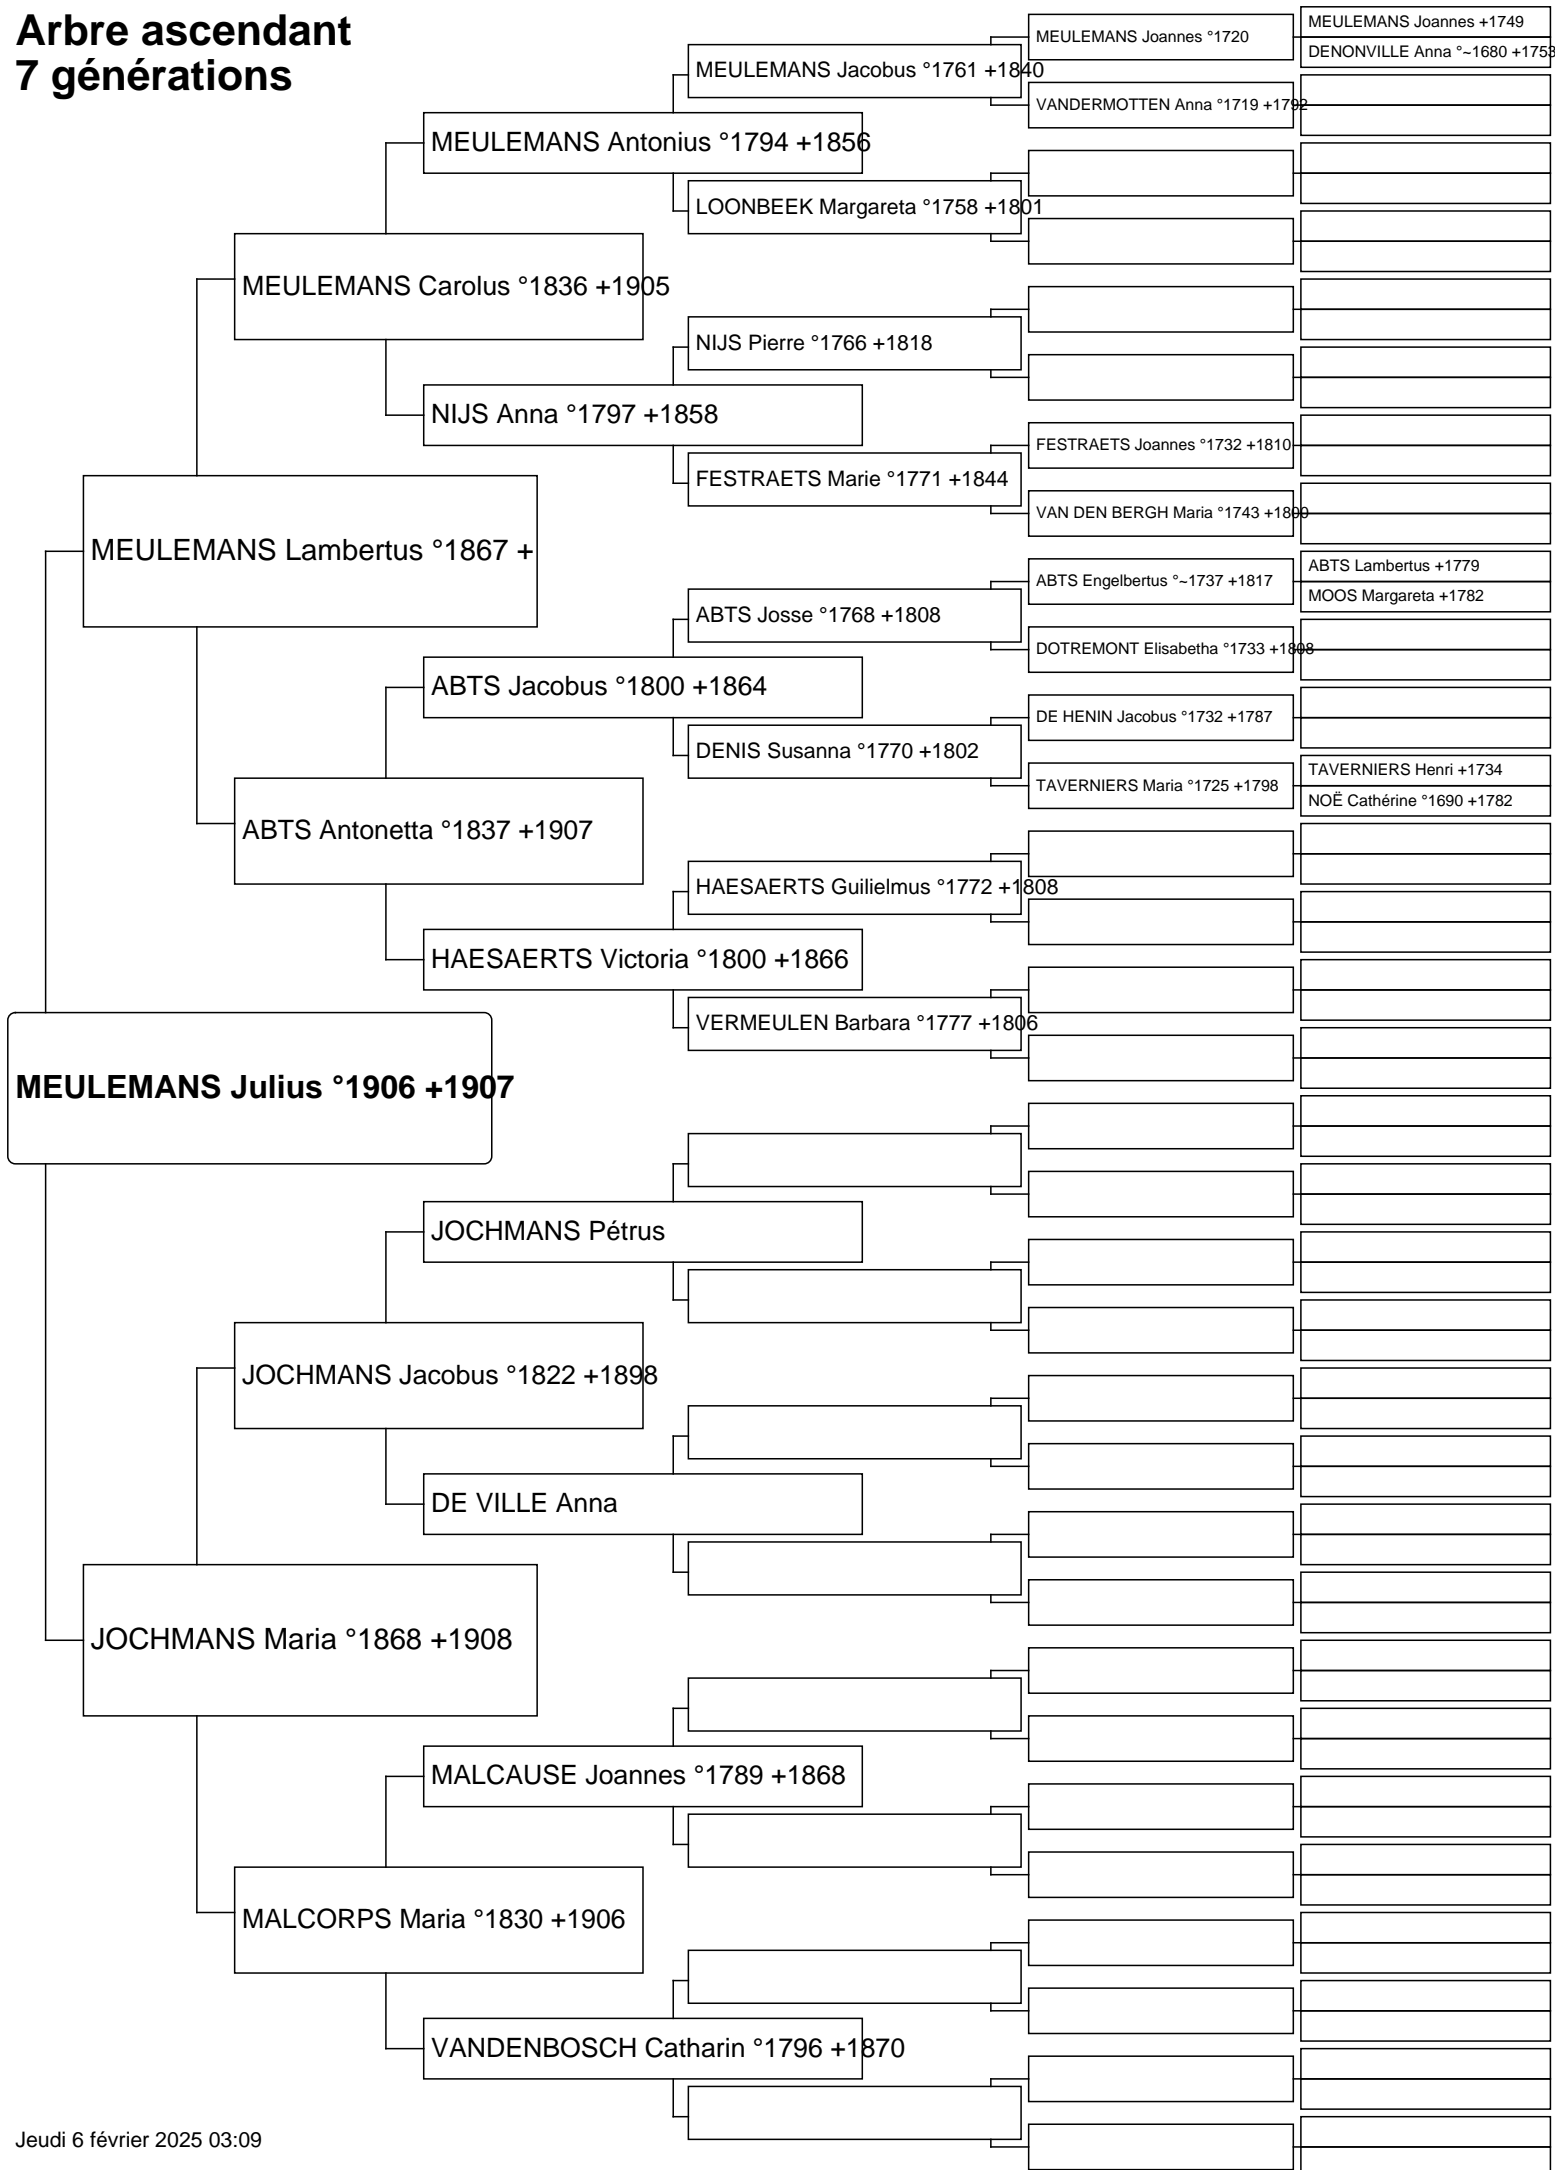 Arbre ascendant
7 générations
MEULEMANS Joannes °1720
MEULEMANS Joannes +1749
DENONVILLE Anna °~1680 +1753
MEULEMANS Jacobus °1761 +1840
VANDERMOTTEN Anna °1719 +1792
MEULEMANS Antonius °1794 +1856
LOONBEEK Margareta °1758 +1801
MEULEMANS Carolus °1836 +1905
NIJS Pierre °1766 +1818
NIJS Anna °1797 +1858
FESTRAETS Joannes °1732 +1810
FESTRAETS Marie °1771 +1844
VAN DEN BERGH Maria °1743 +1800
MEULEMANS Lambertus °1867 +
ABTS Engelbertus °~1737 +1817
ABTS Lambertus +1779
MOOS Margareta +1782
ABTS Josse °1768 +1808
DOTREMONT Elisabetha °1733 +1808
ABTS Jacobus °1800 +1864
DE HENIN Jacobus °1732 +1787
DENIS Susanna °1770 +1802
TAVERNIERS Maria °1725 +1798
TAVERNIERS Henri +1734
NOË Cathérine °1690 +1782
ABTS Antonetta °1837 +1907
HAESAERTS Guilielmus °1772 +1808
HAESAERTS Victoria °1800 +1866
VERMEULEN Barbara °1777 +1806
MEULEMANS Julius °1906 +1907
JOCHMANS Pétrus
JOCHMANS Jacobus °1822 +1898
DE VILLE Anna
JOCHMANS Maria °1868 +1908
MALCAUSE Joannes °1789 +1868
MALCORPS Maria °1830 +1906
VANDENBOSCH Catharin °1796 +1870
Jeudi 6 février 2025 03:09